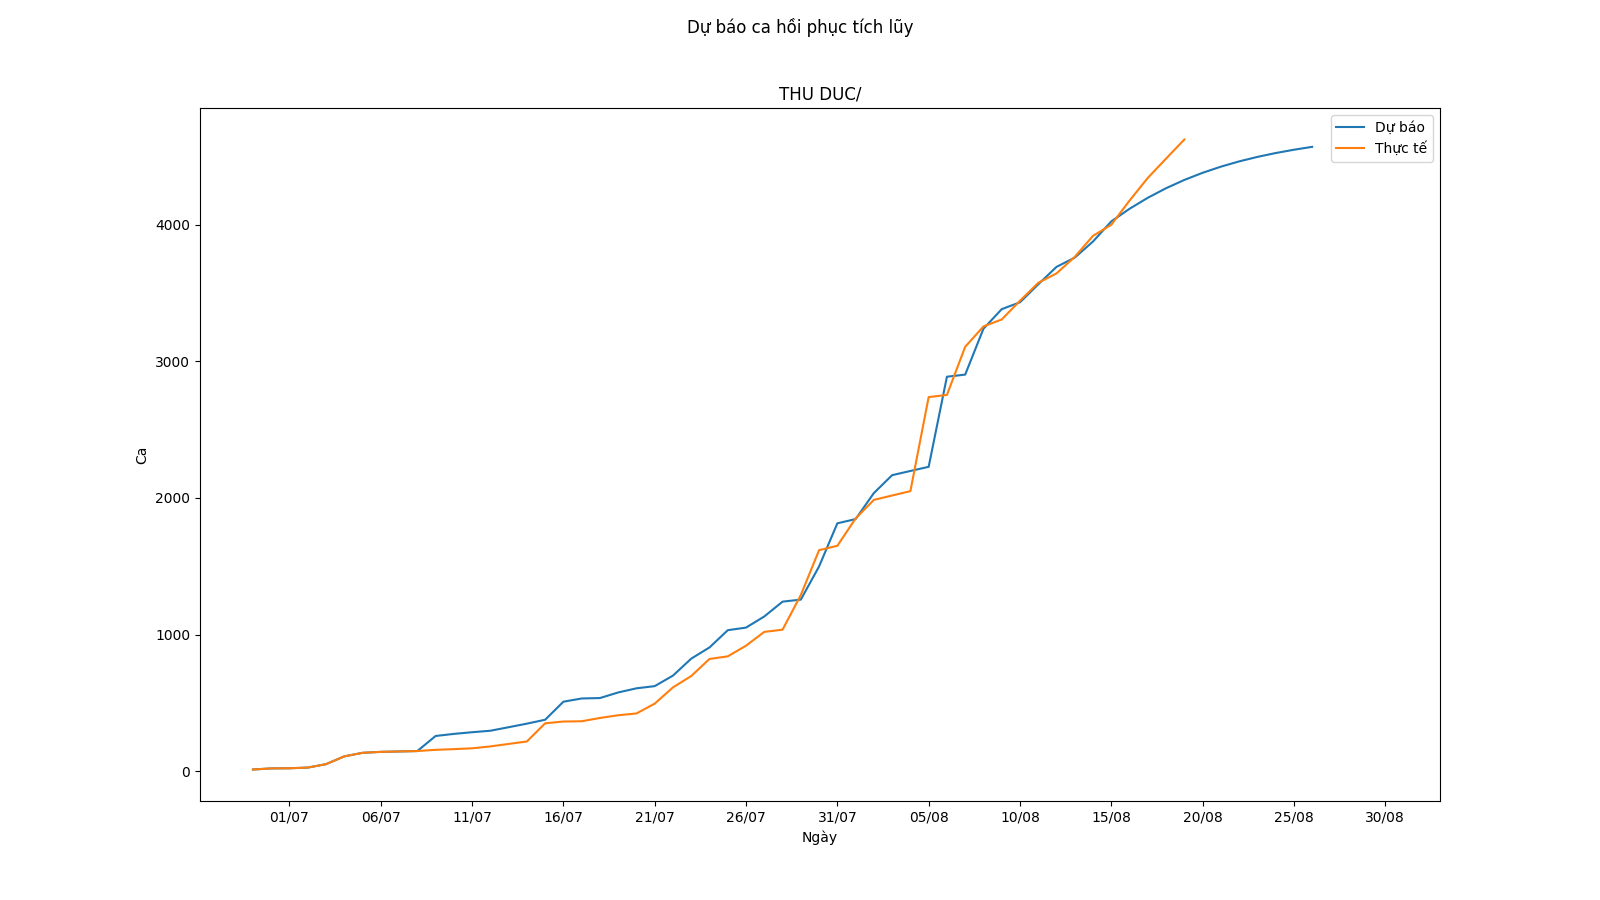 Dự báo ca hồi phục tích lũy
THU DUC/
Dự báo
Thực tế
4000
3000
2000
1000
0
Ca
01/07 06/07 11/07 16/07 21/07 26/07 31/07 05/08 10/08 15/08 20/08 25/08 30/08
Ngày